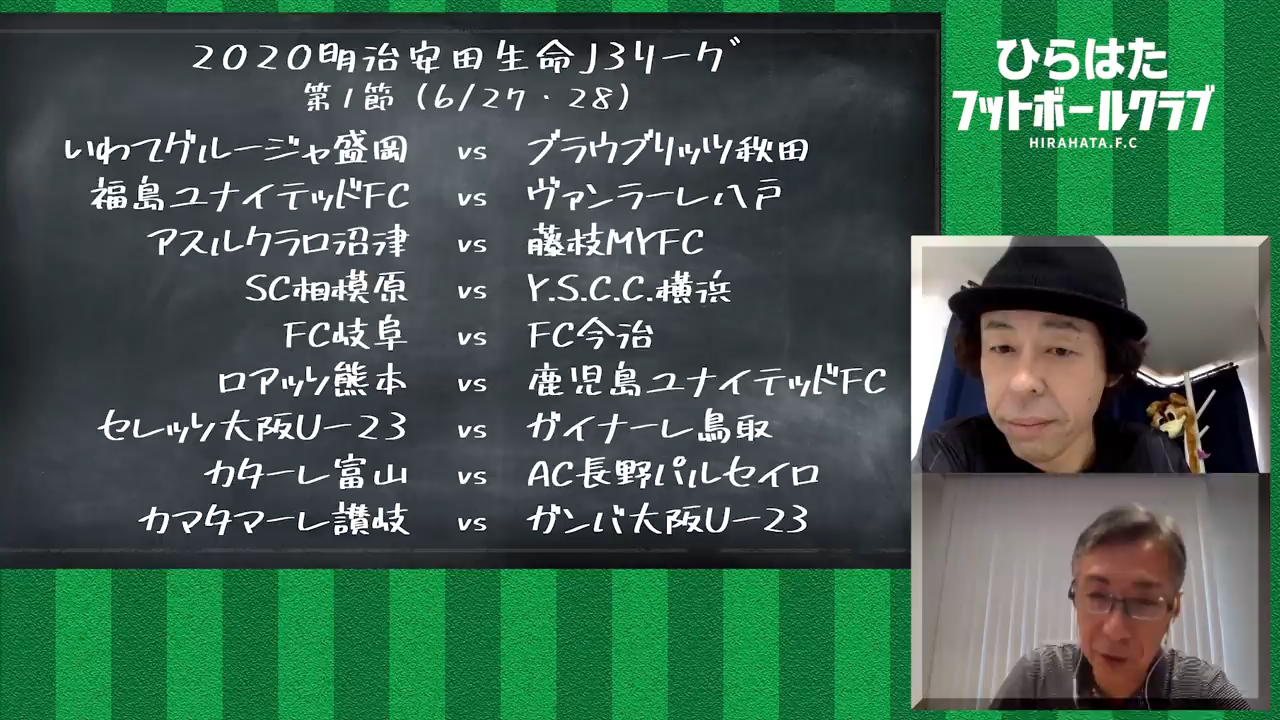 2020明治安田生命J3リーグ
第1節(6/27・28)
いわてグルージャ盛岡 vs ブラウブリッツ秋田
福島ユナイテッドFC vs ヴァンラーレ八戸
アスルクラロ沼津 vs 藤枝MYFC
SC相模原 vs Y.S.C.C.横浜
FC岐阜 vs FC今治
ロアッソ熊本 vs 鹿児島ユナイテッドFC
セレッソ大阪U-23 vs ガイナーレ鳥取
カターレ富山 vs AC長野パルセイロ
カマタマーレ讃岐 vs ガンバ大阪U-23
ひらはた
フットボールクラブ
HIRAHATA.F.C